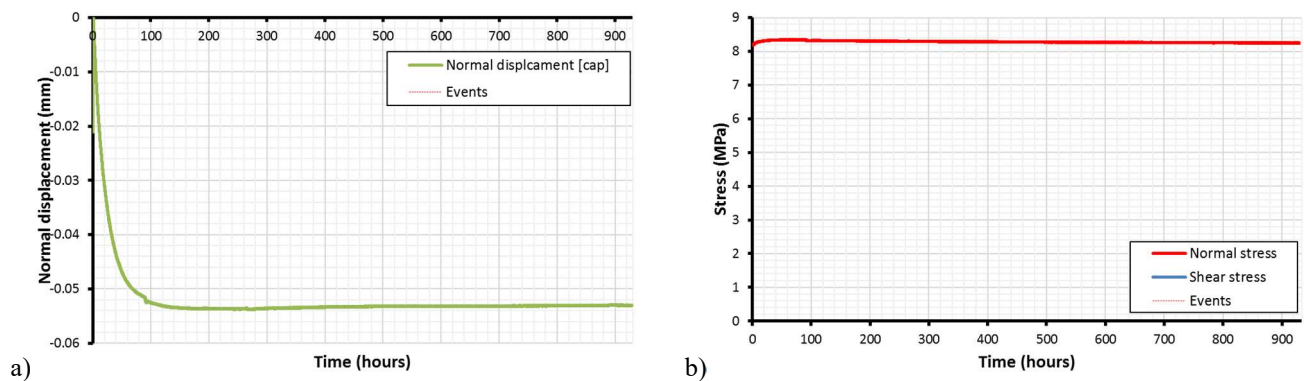 0
0 100 200 300 400 500 600 700 800 900
-0.01
-0.02
-0.03
-0.04
-0.05
-0.06
Normal displacement (mm)
Time (hours)
Normal displcament [cap]
Events
a)
9
8
7
6
5
4
3
2
1
0
0 100 200 300 400 500 600 700 800 900
Stress (MPa)
Time (hours)
Normal stress
Shear stress
Events
b)